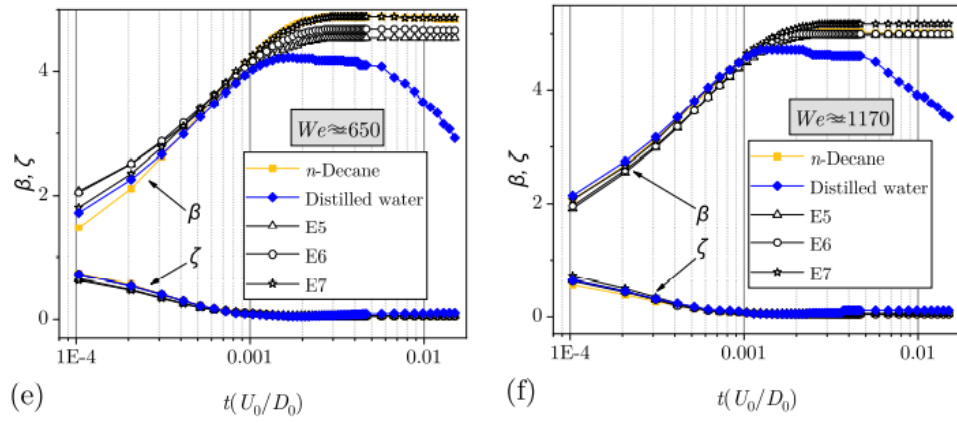 4
2
0
β, ζ
We≈650
n-Decane
Distilled water
E5
E6
E7
β
ζ
1E-4
0.001
0.01
t(U₀/D₀)
(e)
4
2
0
β, ζ
We≈1170
n-Decane
Distilled water
E5
E6
E7
β
ζ
1E-4
0.001
0.01
t(U₀/D₀)
(f)